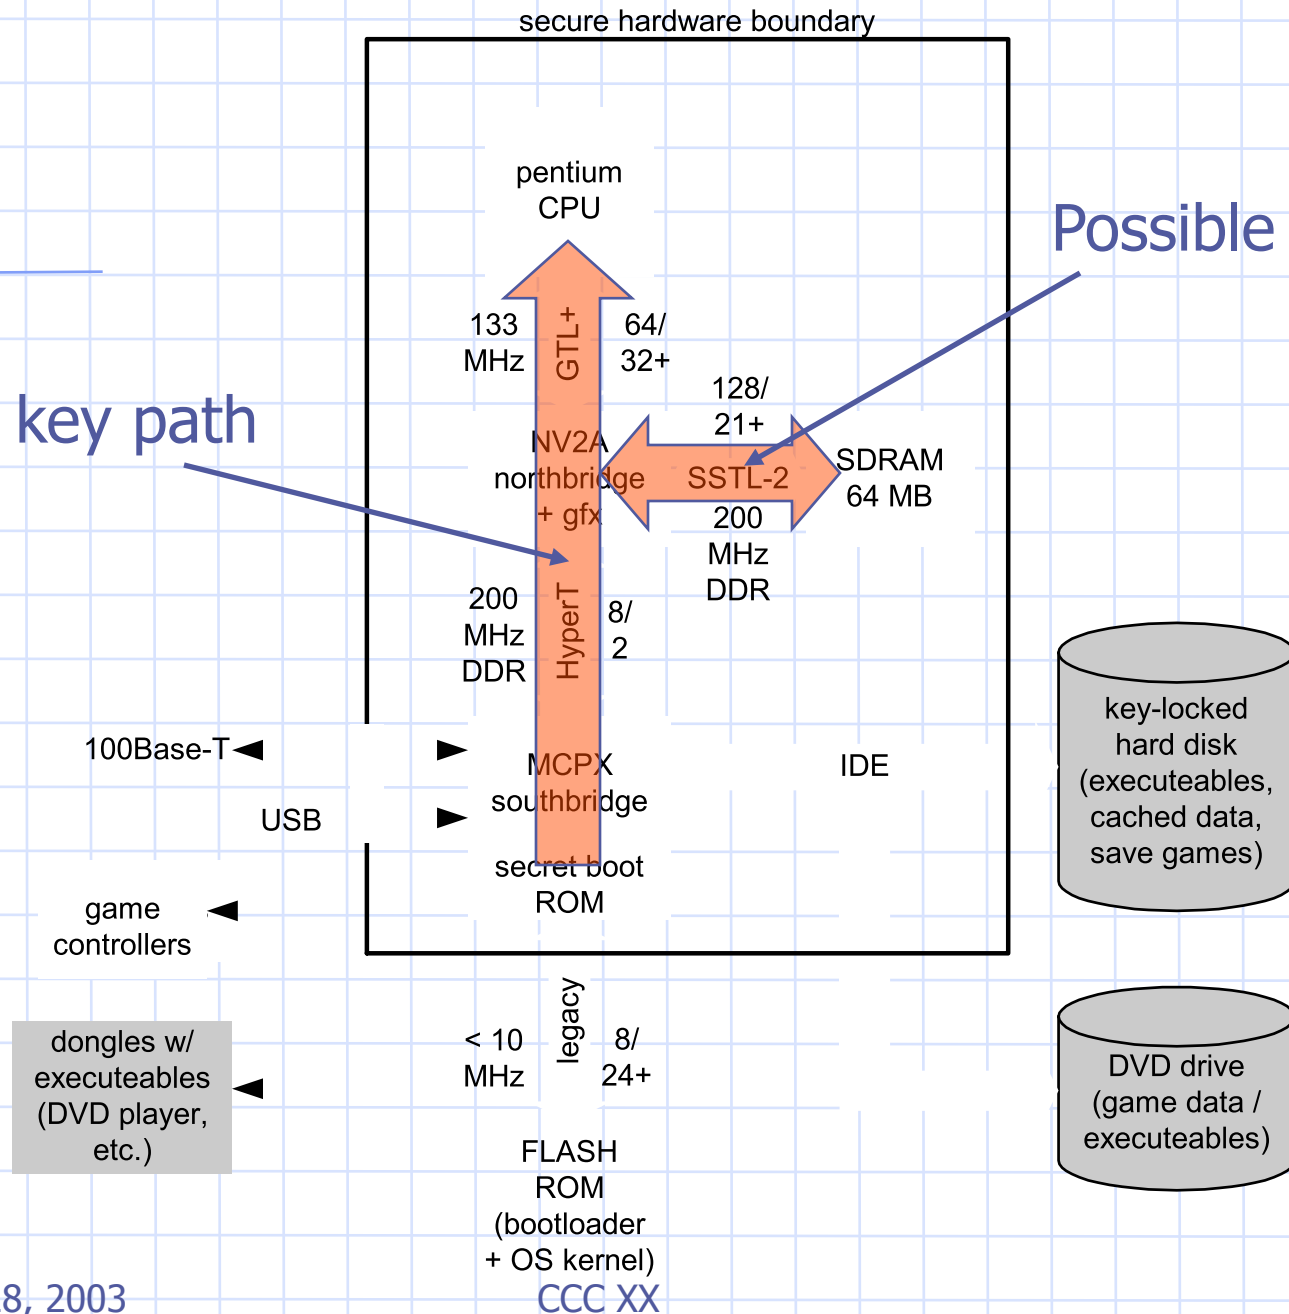 secure hardware boundary
pentium
CPU
Possible
133
MHz
GTL+
64/
32+
128/
21+
key path
NV2A
northbridge
+ gfx
SSTL-2
SDRAM
64 MB
200
MHz
DDR
200
MHz
DDR
HyperT
8/
2
key-locked
hard disk
(executeables,
cached data,
save games)
100Base-T
MCPX
southbridge
IDE
USB
secret boot
ROM
game
controllers
legacy
< 10
MHz
8/
24+
dongles w/
executeables
(DVD player,
etc.)
DVD drive
(game data /
executeables)
FLASH
ROM
(bootloader
+ OS kernel)
8, 2003
CCC XX